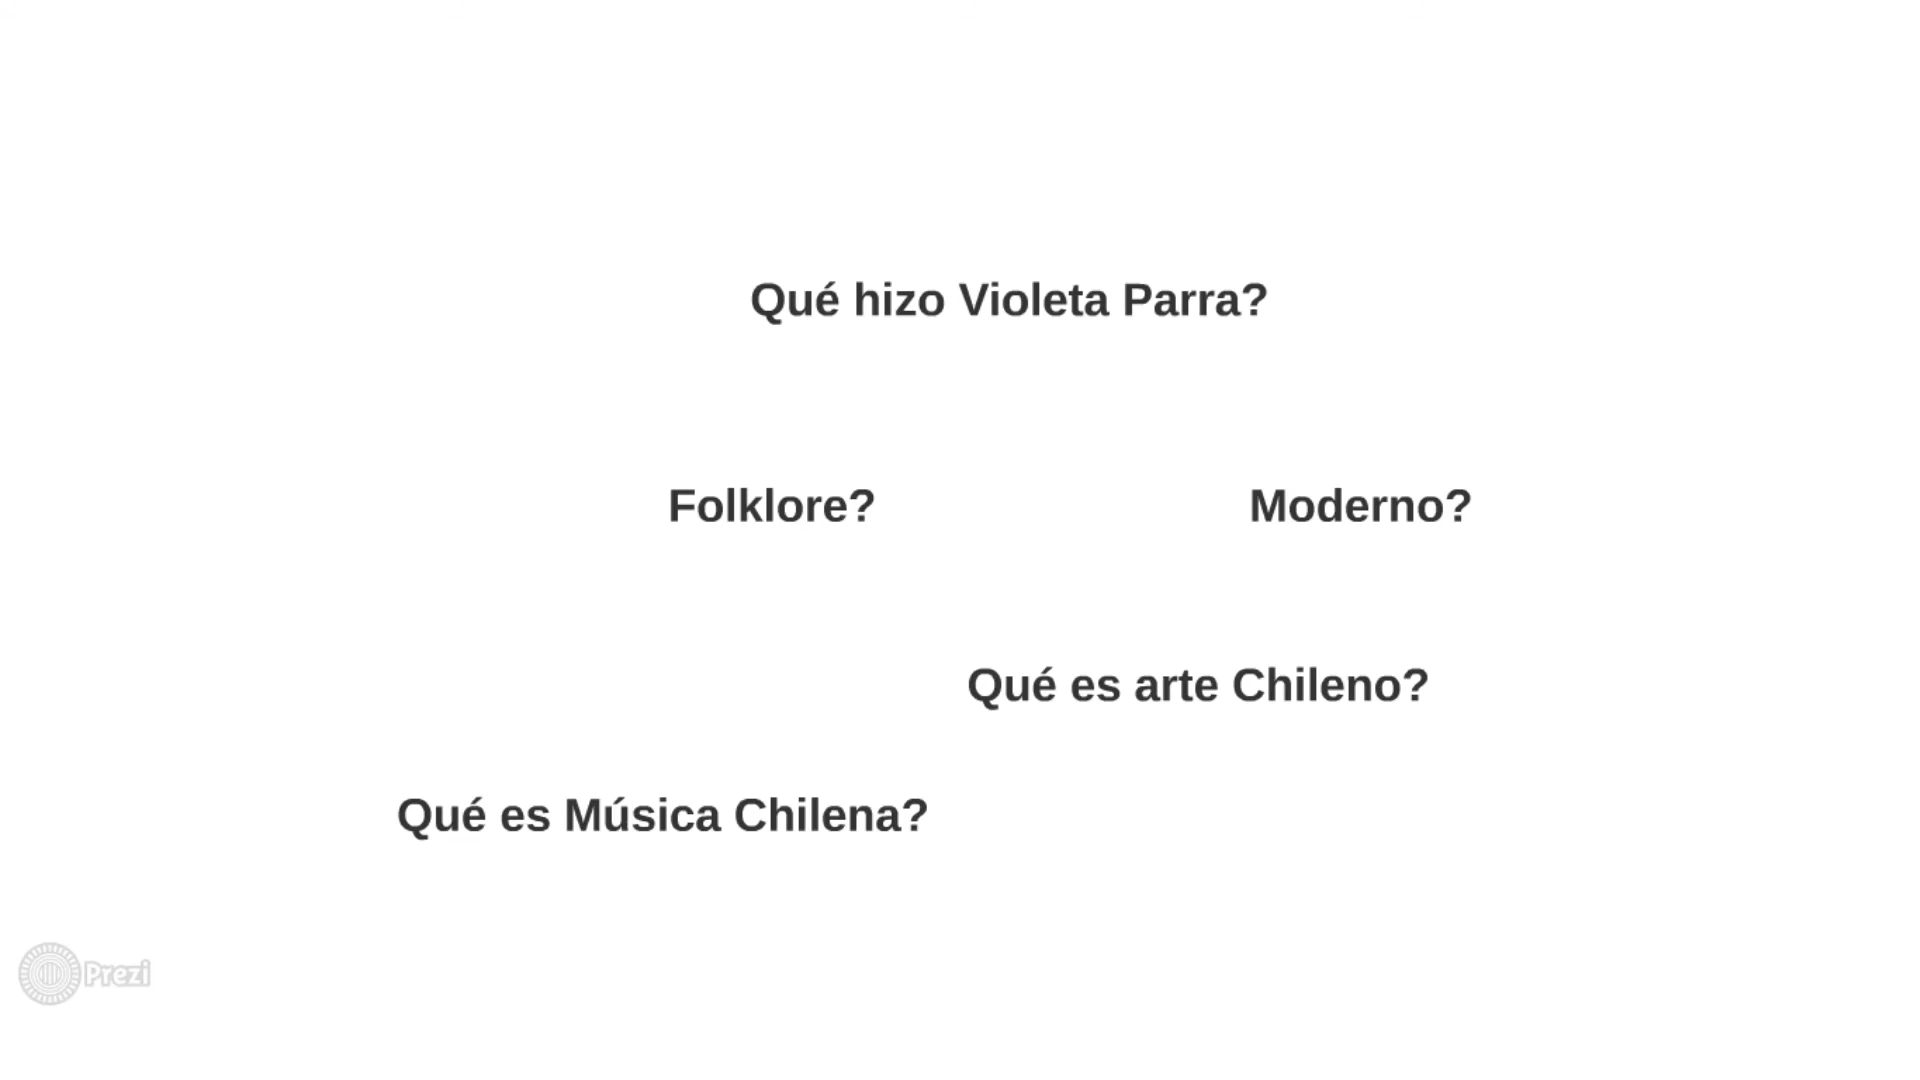 Qué hizo Violeta Parra?
Folklore?
Moderno?
Qué es arte Chileno?
Qué es Música Chilena?
Prezi